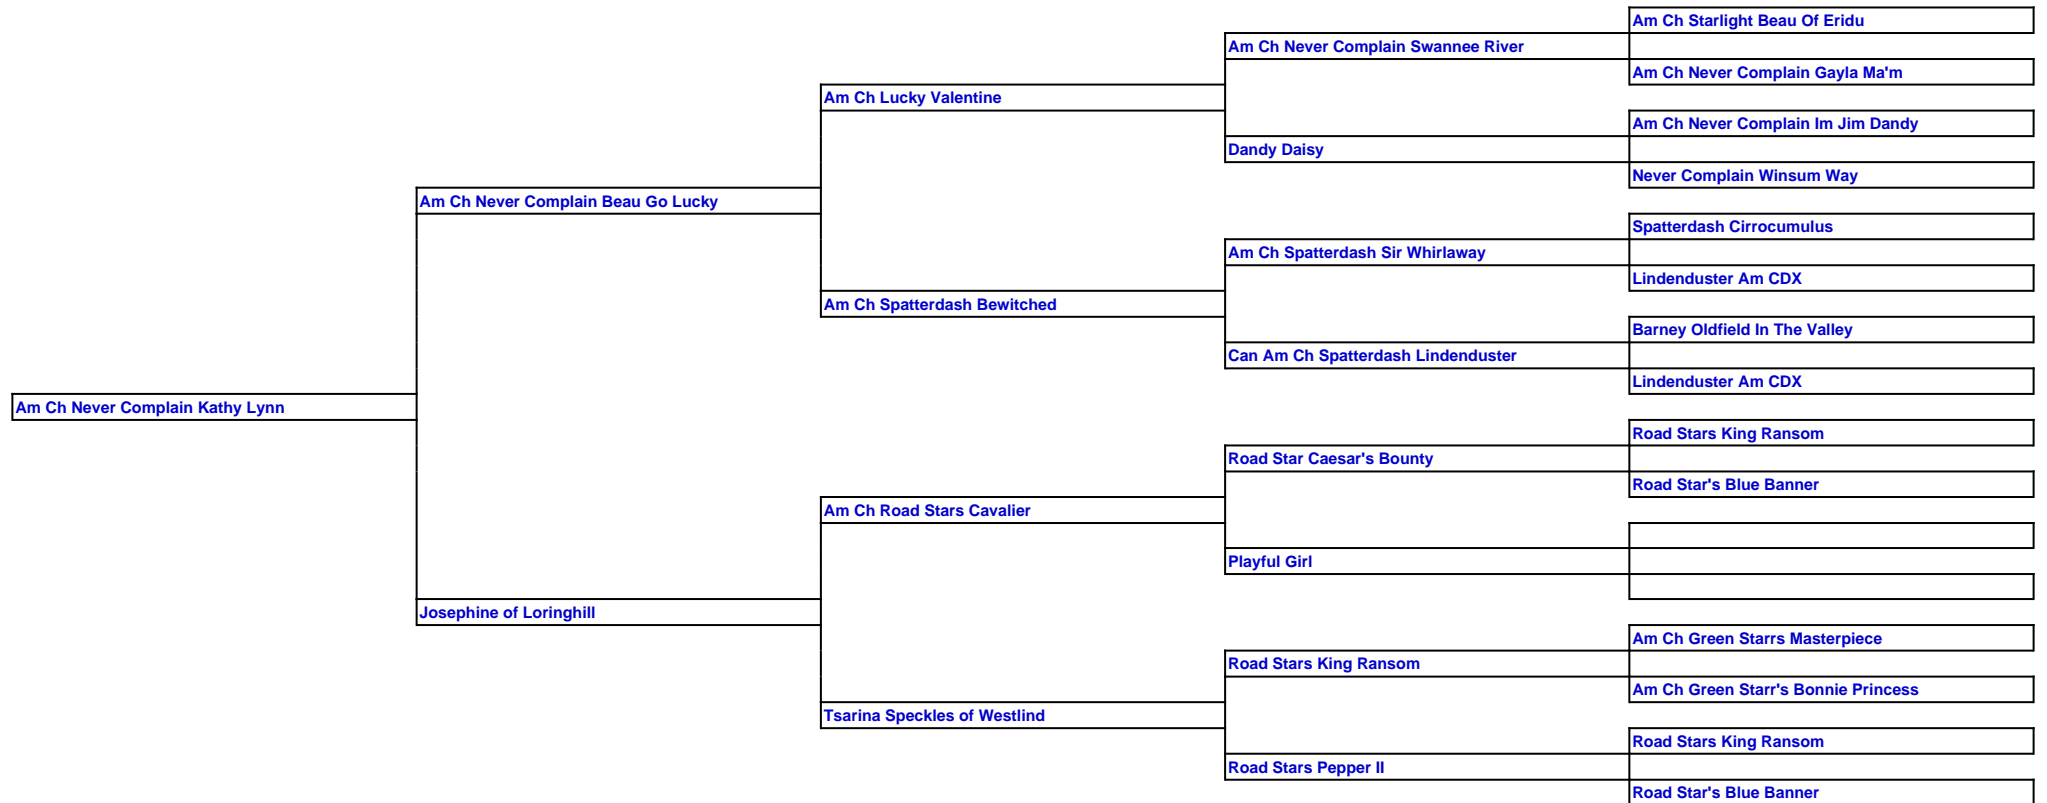 Am Ch Starlight Beau Of Eridu
Am Ch Never Complain Swannee River
Am Ch Never Complain Gayla Ma'm
Am Ch Lucky Valentine
Am Ch Never Complain Im Jim Dandy
Dandy Daisy
Never Complain Winsum Way
Am Ch Never Complain Beau Go Lucky
Spatterdash Cirrocumulus
Am Ch Spatterdash Sir Whirlaway
Lindenduster Am CDX
Am Ch Spatterdash Bewitched
Barney Oldfield In The Valley
Can Am Ch Spatterdash Lindenduster
Lindenduster Am CDX
Am Ch Never Complain Kathy Lynn
Road Stars King Ransom
Road Star Caesar's Bounty
Road Star's Blue Banner
Am Ch Road Stars Cavalier
Playful Girl
Josephine of Loringhill
Am Ch Green Starrs Masterpiece
Road Stars King Ransom
Am Ch Green Starr's Bonnie Princess
Tsarina Speckles of Westlind
Road Stars King Ransom
Road Stars Pepper II
Road Star's Blue Banner